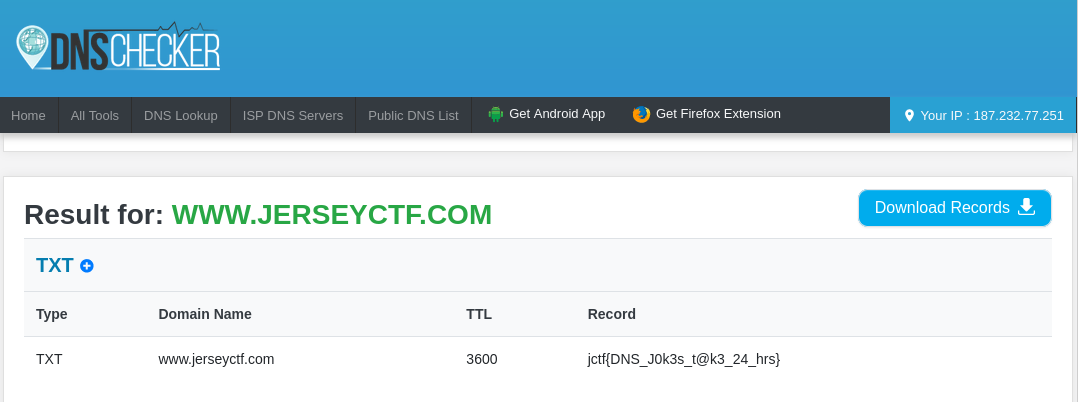 DNSCHECKER
Home All Tools DNS Lookup ISP DNS Servers Public DNS List Get Android App Get Firefox Extension Your IP : 187.232.77.251
Result for: WWW.JERSEYCTF.COM Download Records
TXT
Type Domain Name TTL Record
TXT www.jerseyctf.com 3600 jctf{DNS_J0k3s_t@k3_24_hrs}